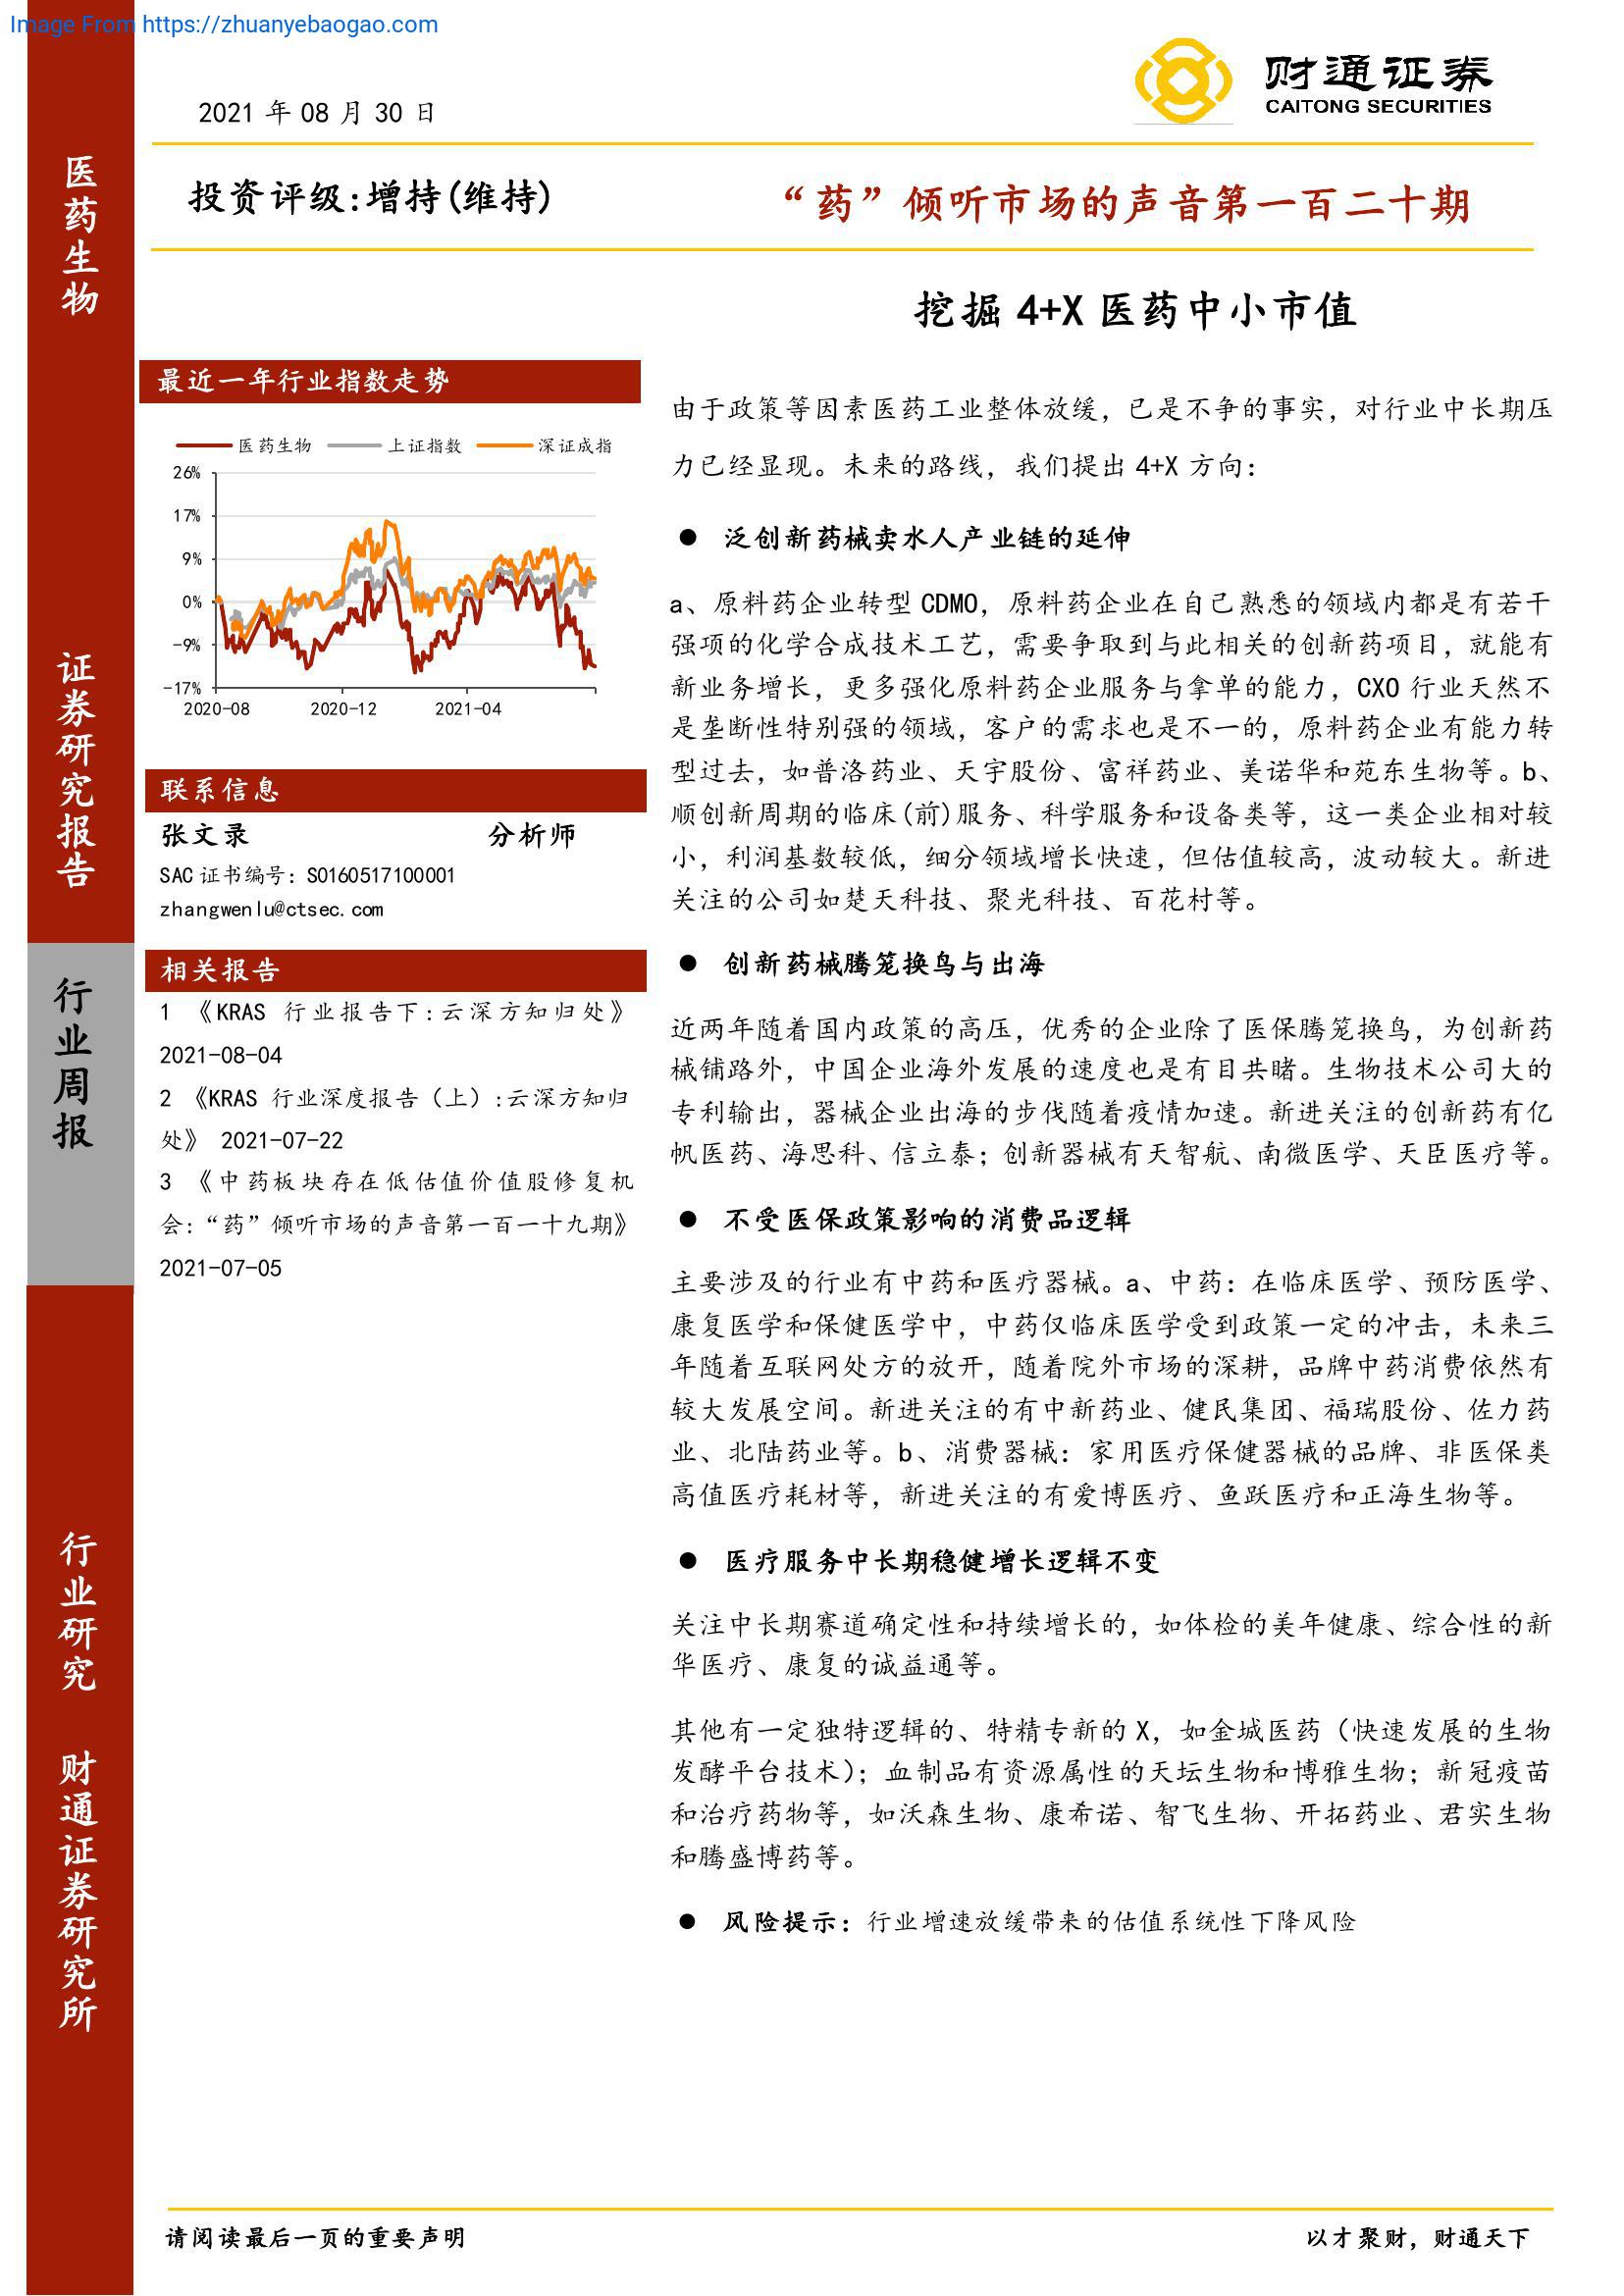 Image From https://zhuanyebaogao.com
财通证券
CAITONG SECURITIES
2021 年 08 月 30 日
医药生物
证券研究报告
行业周报
行业研究
财通证券研究所
投资评级:增持(维持)
“药”倾听市场的声音第一百二十期
挖掘 4+X 医药中小市值
最近一年行业指数走势
医药生物 上证指数 深证成指
26%
17%
9%
0%
-9%
-17%
2020-08 2020-12 2021-04
联系信息
张文录 分析师
SAC 证书编号：S0160517100001
zhangwenlu@ctsec.com
相关报告
1 《KRAS 行业报告下:云深方知归处》
2021-08-04
2 《KRAS 行业深度报告（上）:云深方知归
处》 2021-07-22
3 《中药板块存在低估值价值股修复机
会:“药”倾听市场的声音第一百一十九期》
2021-07-05
由于政策等因素医药工业整体放缓，已是不争的事实，对行业中长期压
力已经显现。未来的路线，我们提出 4+X 方向：
● 泛创新药械卖水人产业链的延伸
a、原料药企业转型 CDMO，原料药企业在自己熟悉的领域内都是有若干
强项的化学合成技术工艺，需要争取到与此相关的创新药项目，就能有
新业务增长，更多强化原料药企业服务与拿单的能力，CXO 行业天然不
是垄断性特别强的领域，客户的需求也是不一的，原料药企业有能力转
型过去，如普洛药业、天宇股份、富祥药业、美诺华和苑东生物等。b、
顺创新周期的临床(前)服务、科学服务和设备类等，这一类企业相对较
小，利润基数较低，细分领域增长快速，但估值较高，波动较大。新进
关注的公司如楚天科技、聚光科技、百花村等。
● 创新药械腾笼换鸟与出海
近两年随着国内政策的高压，优秀的企业除了医保腾笼换鸟，为创新药
械铺路外，中国企业海外发展的速度也是有目共睹。生物技术公司大的
专利输出，器械企业出海的步伐随着疫情加速。新进关注的创新药有亿
帆医药、海思科、信立泰；创新器械有天智航、南微医学、天臣医疗等。
● 不受医保政策影响的消费品逻辑
主要涉及的行业有中药和医疗器械。a、中药：在临床医学、预防医学、
康复医学和保健医学中，中药仅临床医学受到政策一定的冲击，未来三
年随着互联网处方的放开，随着院外市场的深耕，品牌中药消费依然有
较大发展空间。新进关注的有中新药业、健民集团、福瑞股份、佐力药
业、北陆药业等。b、消费器械：家用医疗保健器械的品牌、非医保类
高值医疗耗材等，新进关注的有爱博医疗、鱼跃医疗和正海生物等。
● 医疗服务中长期稳健增长逻辑不变
关注中长期赛道确定性和持续增长的，如体检的美年健康、综合性的新
华医疗、康复的诚益通等。
其他有一定独特逻辑的、特精专新的 X，如金城医药（快速发展的生物
发酵平台技术）；血制品有资源属性的天坛生物和博雅生物；新冠疫苗
和治疗药物等，如沃森生物、康希诺、智飞生物、开拓药业、君实生物
和腾盛博药等。
● 风险提示：行业增速放缓带来的估值系统性下降风险
请阅读最后一页的重要声明
以才聚财，财通天下